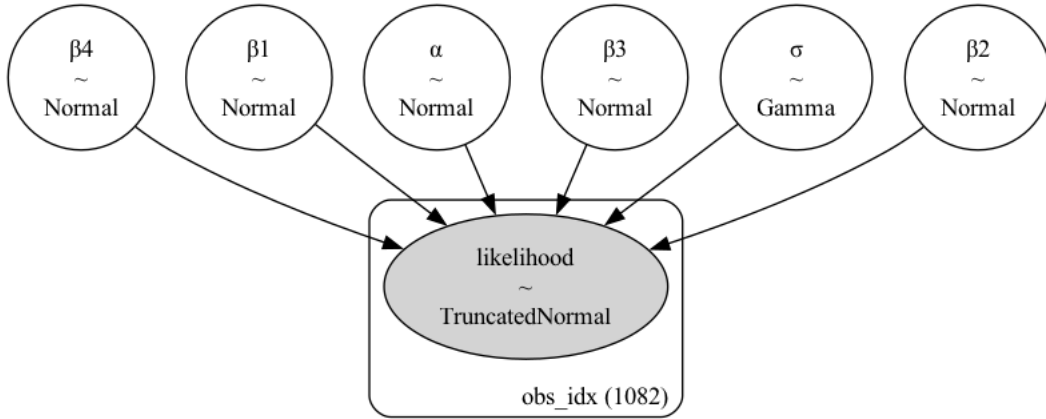 β4
~
Normal
β1
~
Normal
α
~
Normal
β3
~
Normal
σ
~
Gamma
β2
~
Normal
likelihood
~
TruncatedNormal
obs_idx (1082)